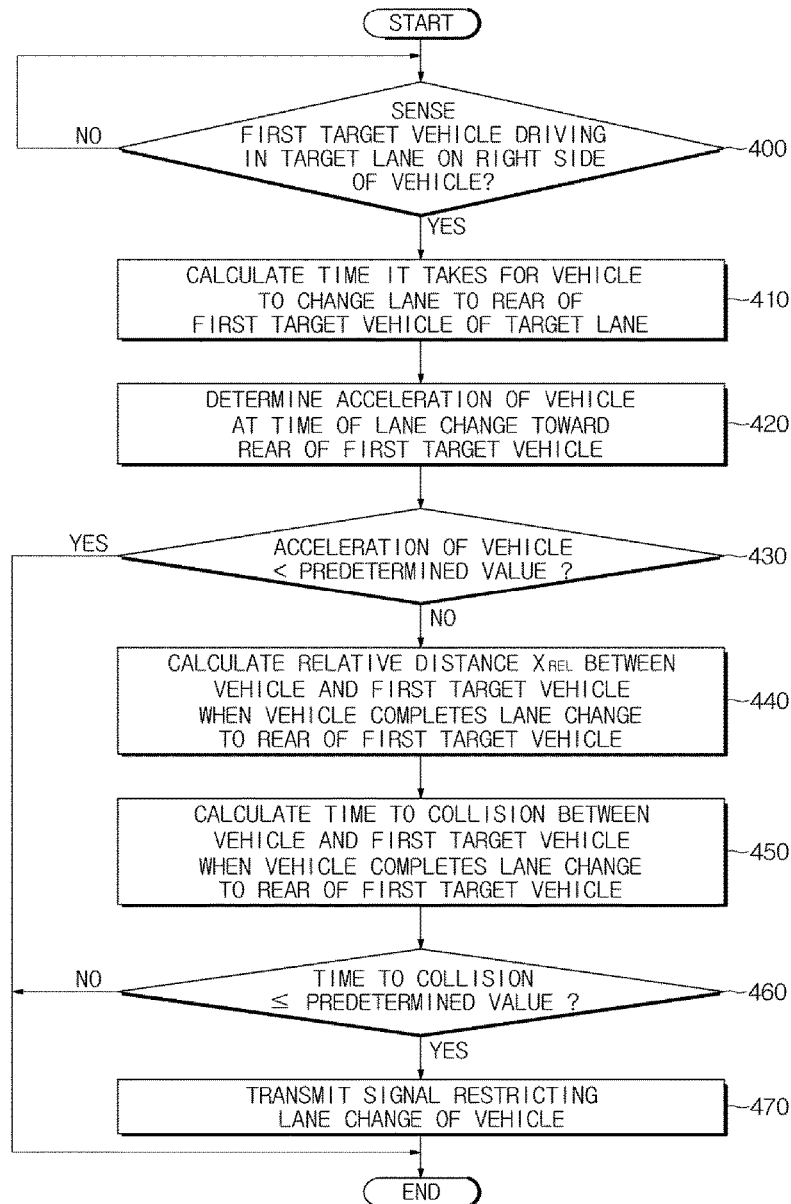 START
SENSE
FIRST TARGET VEHICLE DRIVING
IN TARGET LANE ON RIGHT SIDE
OF VEHICLE?
NO
400
YES
CALCULATE TIME IT TAKES FOR VEHICLE
TO CHANGE LANE TO REAR OF
FIRST TARGET VEHICLE OF TARGET LANE
410
DETERMINE ACCELERATION OF VEHICLE
AT TIME OF LANE CHANGE TOWARD
REAR OF FIRST TARGET VEHICLE
420
YES
ACCELERATION OF VEHICLE
< PREDETERMINED VALUE ?
430
NO
CALCULATE RELATIVE DISTANCE XREL BETWEEN
VEHICLE AND FIRST TARGET VEHICLE
WHEN VEHICLE COMPLETES LANE CHANGE
TO REAR OF FIRST TARGET VEHICLE
440
CALCULATE TIME TO COLLISION BETWEEN
VEHICLE AND FIRST TARGET VEHICLE
WHEN VEHICLE COMPLETES LANE CHANGE
TO REAR OF FIRST TARGET VEHICLE
450
NO
TIME TO COLLISION
≤ PREDETERMINED VALUE ?
460
YES
TRANSMIT SIGNAL RESTRICTING
LANE CHANGE OF VEHICLE
470
END